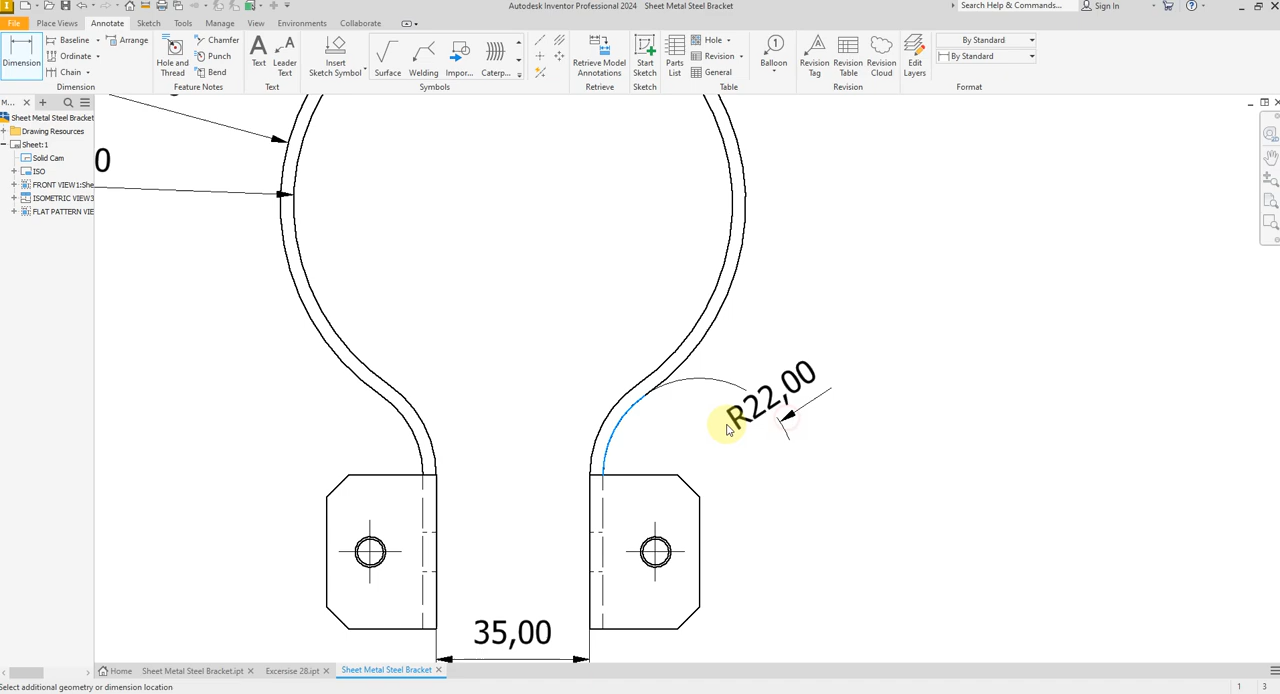 Autodesk Inventor Professional 2024 Sheet Metal Steel Bracket
Search Help & Commands...
Sign In
File Place Views Annotate Sketch Tools Manage View Environments Collaborate
Dimension
Baseline
Arrange
Ordinate
Chain
Dimension
Hole and Thread
Chamfer
Punch
Bend
Feature Notes
Text
Leader Text
Text
Insert Sketch Symbol
Surface
Welding
Impor...
Caterp...
Symbols
Retrieve Model Annotations
Retrieve
Start Sketch
Sketch
Parts List
Hole
Revision
General
Table
1
Balloon
Revision Tag
Revision Table
Revision Cloud
Revision
Edit Layers
By Standard
By Standard
Format
M...
Sheet Metal Steel Bracket
Drawing Resources
Sheet:1
Solid Cam
ISO
FRONT VIEW1:She
ISOMETRIC VIEW3
FLAT PATTERN VIE
0
R22,00
35,00
Home
Sheet Metal Steel Bracket.ipt
Excersise 28.ipt
Sheet Metal Steel Bracket
Select additional geometry or dimension location
1
3